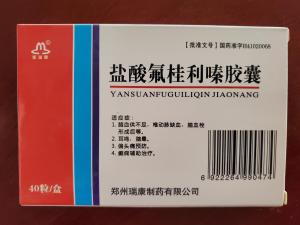 【批准文号】国药准字H41020068
盐酸氟桂利嗪胶囊
YANSUANFUGUILIQIN JIAONANG
适应症:
1. 脑血供不足,椎动脉缺血,脑血栓
形成后等。
2. 耳鸣,脑晕。
3. 偏头痛预防。
4. 癫痫辅助治疗。
6922264990474
40粒/盒
郑州瑞康制药有限公司